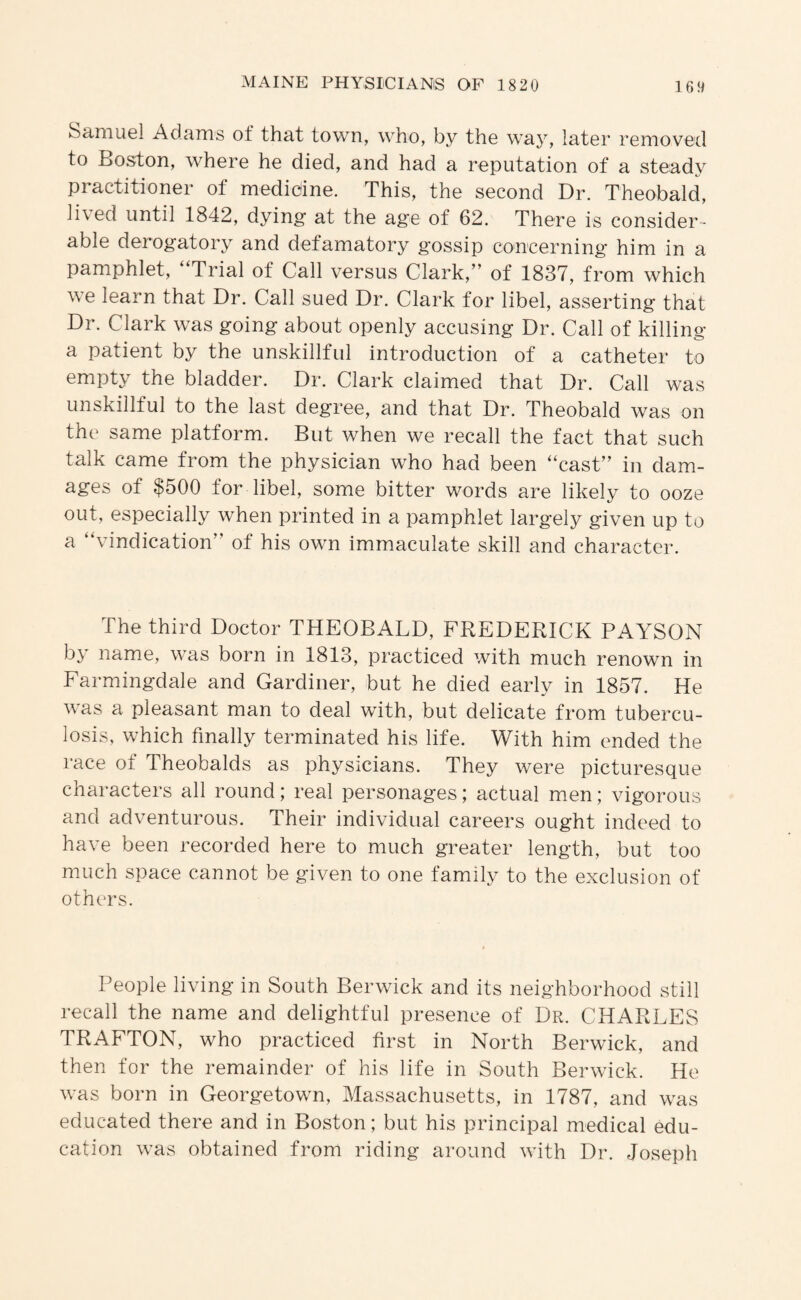 MAINE PHYSICIANS OF 1820 169
Samuel Adams of that town, who, by the way, later removed
to Boston, where he died, and had a reputation of a steady
practitioner of medicine. This, the second Dr. Theobald,
lived until 1842, dying at the age of 62. There is consider-
able derogatory and defamatory gossip concerning him in a
pamphlet, “Trial of Call versus Clark,” of 1837, from which
we learn that Dr. Call sued Dr. Clark for libel, asserting that
Dr. Clark was going about openly accusing Dr. Call of killing
a patient by the unskillful introduction of a catheter to
empty the bladder. Dr. Clark claimed that Dr. Call was
unskillful to the last degree, and that Dr. Theobald was on
the same platform. But when we recall the fact that such
talk came from the physician who had been “cast” in dam-
ages of $500 for libel, some bitter words are likely to ooze
out, especially when printed in a pamphlet largely given up to
a “vindication” of his own immaculate skill and character.
The third Doctor THEOBALD, FREDERICK PAYSON
by name, was born in 1813, practiced with much renown in
Farmingdale and Gardiner, but he died early in 1857. He
was a pleasant man to deal with, but delicate from tubercu-
losis, which finally terminated his life. With him ended the
race of Theobalds as physicians. They were picturesque
characters all round; real personages; actual men; vigorous
and adventurous. Their individual careers ought indeed to
have been recorded here to much greater length, but too
much space cannot be given to one family to the exclusion of
others.
People living in South Berwick and its neighborhood still
recall the name and delightful presence of DR. CHARLES
TRAFTON, who practiced first in North Berwick, and
then for the remainder of his life in South Berwick. He
was born in Georgetown, Massachusetts, in 1787, and was
educated there and in Boston; but his principal medical edu-
cation was obtained from riding around with Dr. Joseph